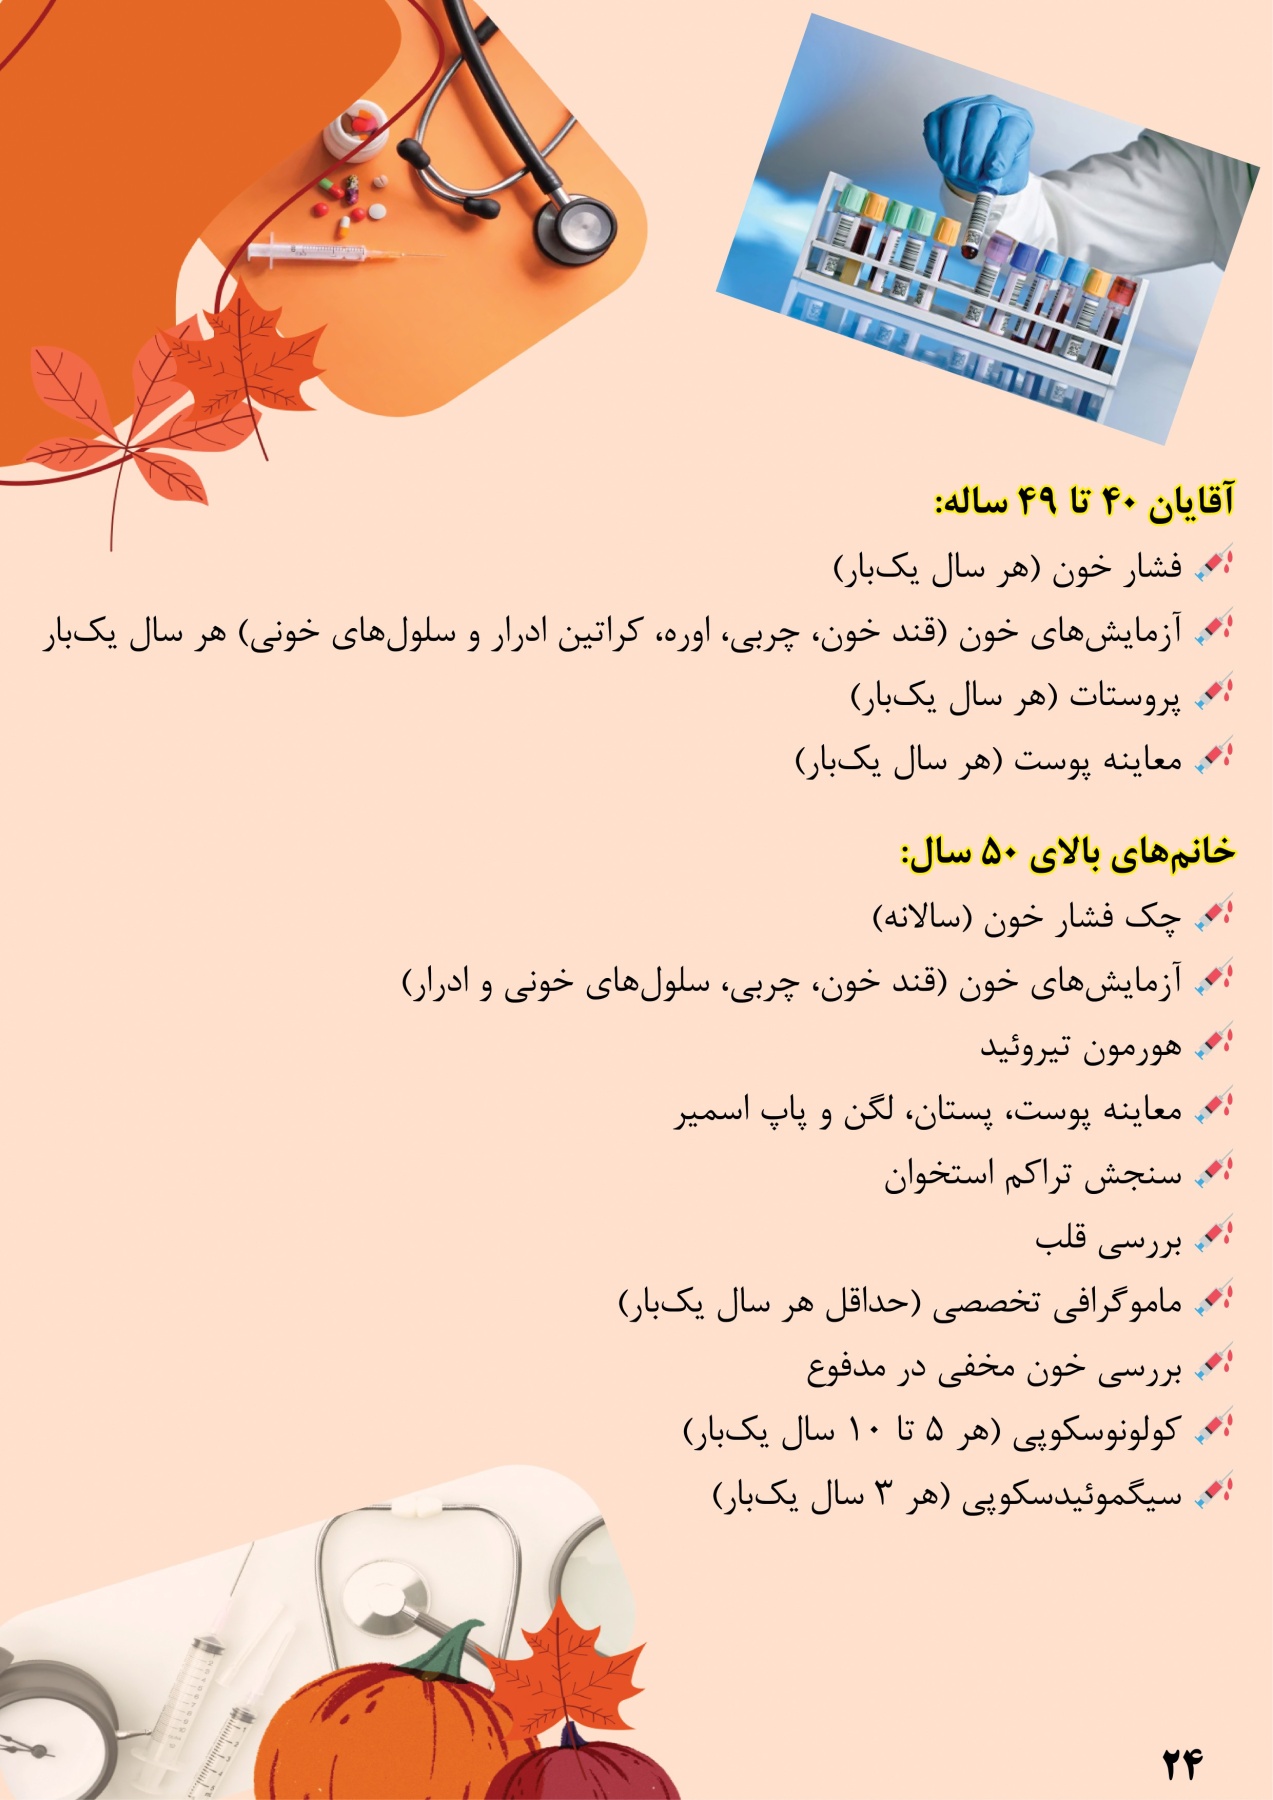 آقایان ۴۰ تا ۴۹ ساله:
فشار خون (هر سال یک‌بار)
آزمایش‌های خون (قند خون، چربی، اوره، کراتین ادرار و سلول‌های خونی) هر سال یک‌بار
پروستات (هر سال یک‌بار)
معاینه پوست (هر سال یک‌بار)
خانم‌های بالای ۵۰ سال:
چک فشار خون (سالانه)
آزمایش‌های خون (قند خون، چربی، سلول‌های خونی و ادرار)
هورمون تیروئید
معاینه پوست، پستان، لگن و پاپ اسمیر
سنجش تراکم استخوان
بررسی قلب
ماموگرافی تخصصی (حداقل هر سال یک‌بار)
بررسی خون مخفی در مدفوع
کولونوسکوپی (هر ۵ تا ۱۰ سال یک‌بار)
سیگموئیدسکوپی (هر ۳ سال یک‌بار)
۲۴